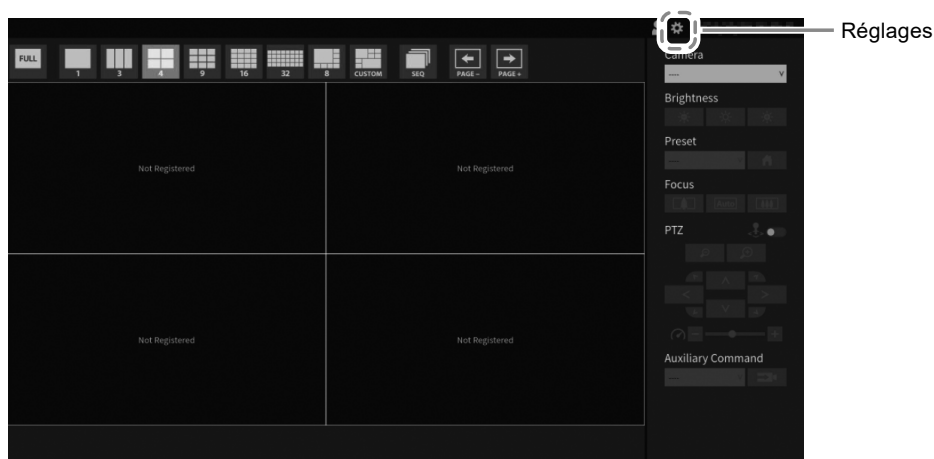 Réglages
FULL
1
3
4
9
16
32
8
CUSTOM
SEQ
PAGE−
PAGE+
Camera
----
Brightness
Not Registered
Not Registered
Preset
----
Focus
Auto
PTZ
Not Registered
Not Registered
Auxiliary Command
----